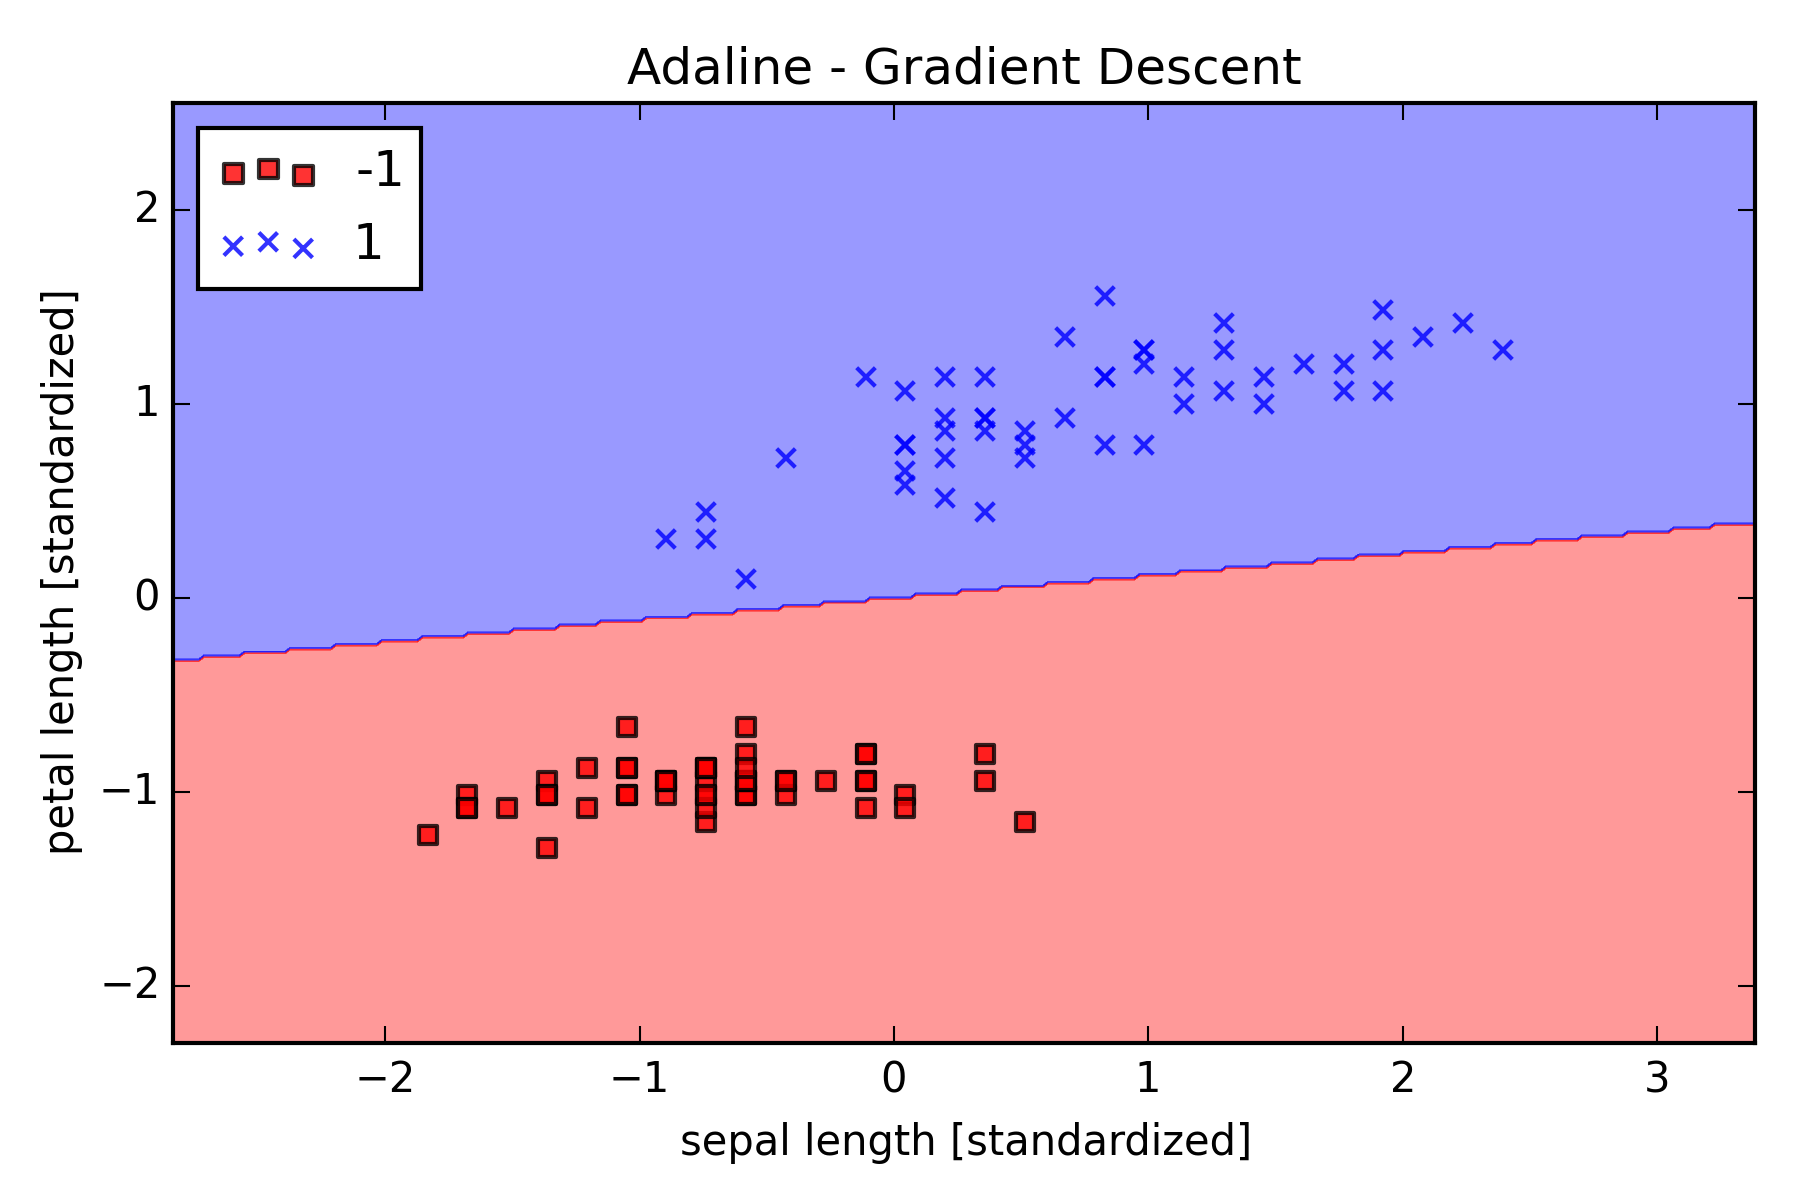 Adaline - Gradient Descent
-1
1
petal length [standardized]
2
1
0
−1
−2
−2 −1 0 1 2 3
sepal length [standardized]